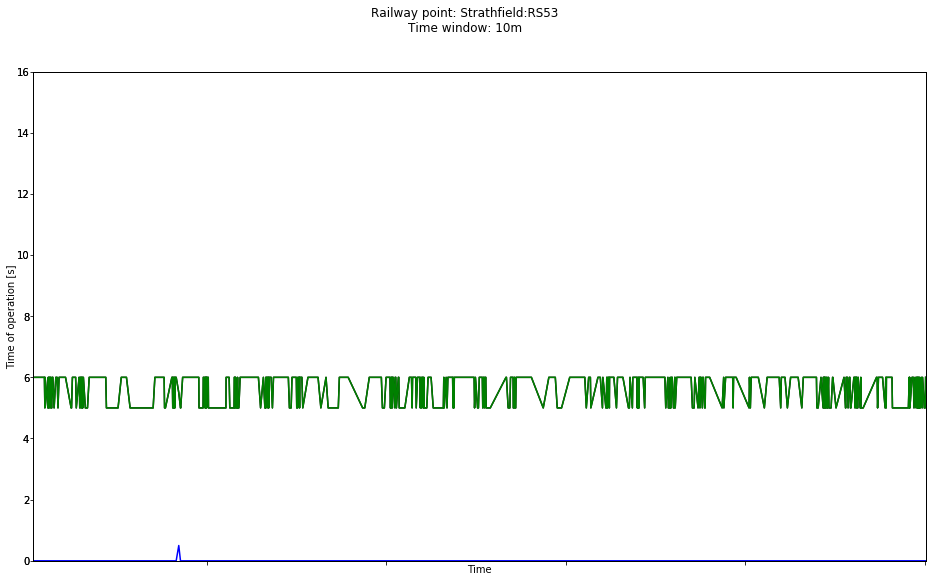 Railway point: Strathfield:RS53
Time window: 10m
16
14
12
10
8
6
4
2
0
Time of operation [s]
Time